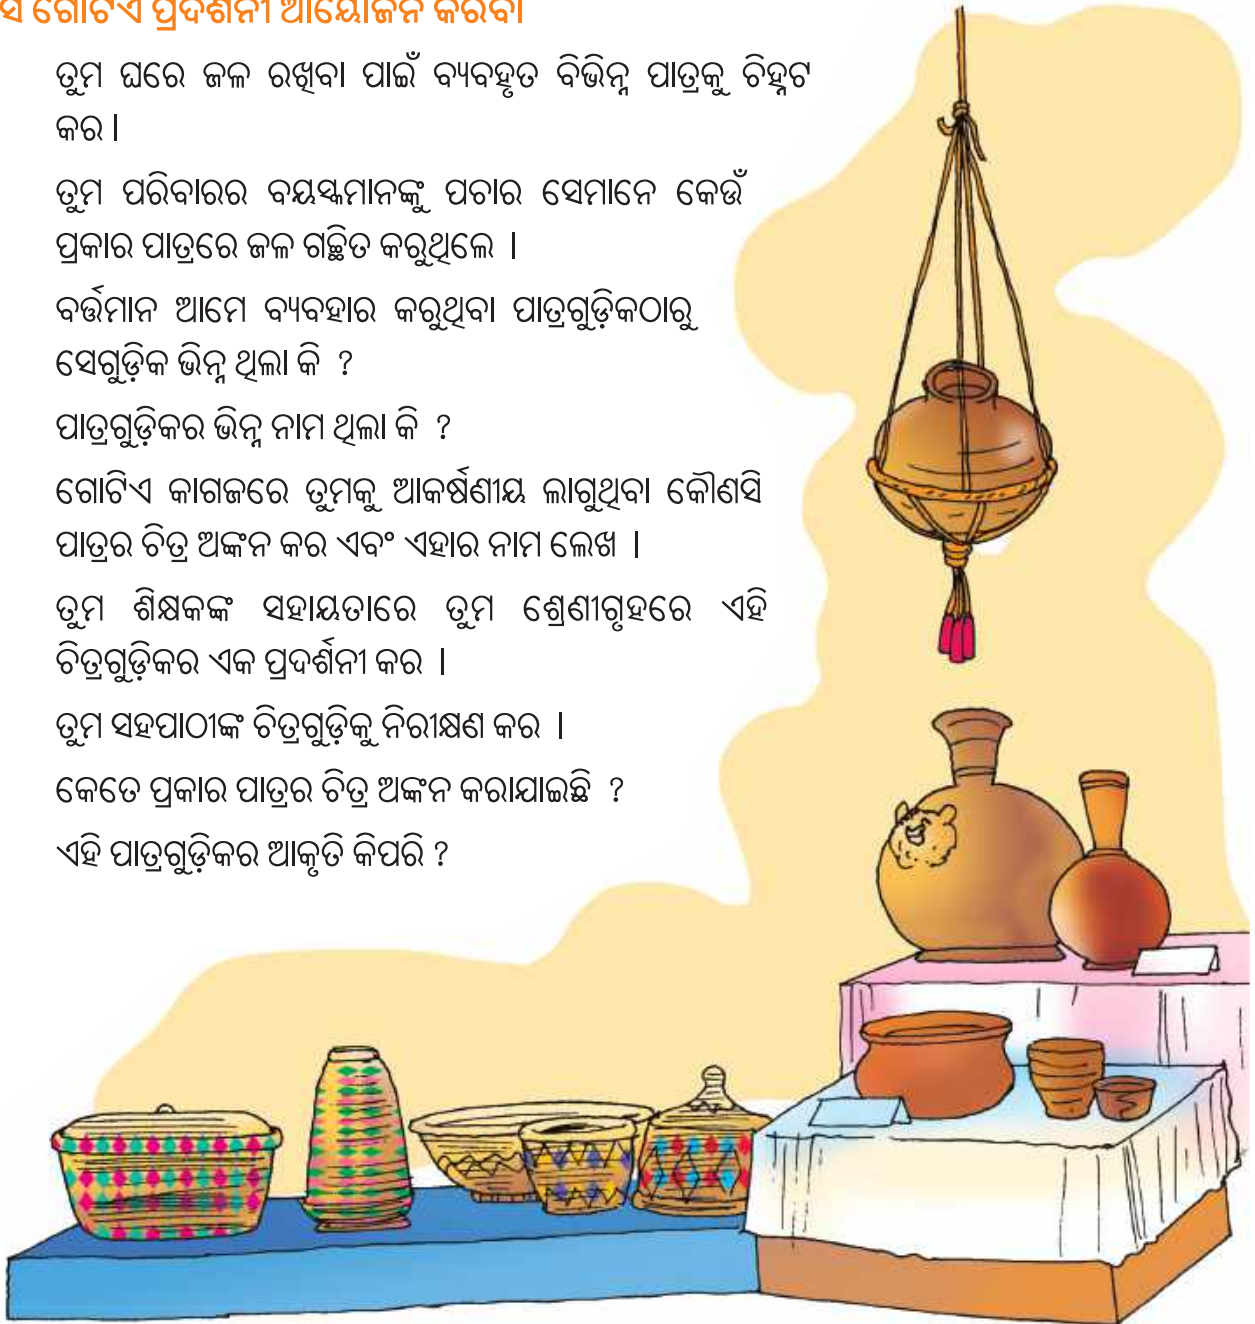 ଗୋଟିଏ ପ୍ରଦର୍ଶନୀ ଆୟୋଜନ କରବା
ତୁମ ଘରେ ଜଳ ରଖିବା ପାଇଁ ବ୍ୟବହୃତ ବିଭିନ୍ନ ପାତ୍ରକୁ ଚିହ୍ନଟ
କର ।
ତୁମ ପରିବାରର ବୟସ୍କମାନଙ୍କୁ ପଚାର ସେମାନେ କେଉଁ
ପ୍ରକାର ପାତ୍ରରେ ଜଳ ଗଚ୍ଛିତ କରୁଥିଲେ ।
ବର୍ତ୍ତମାନ ଆମେ ବ୍ୟବହାର କରୁଥିବା ପାତ୍ରଗୁଡ଼ିକଠାରୁ
ସେଗୁଡ଼ିକ ଭିନ୍ନ ଥିଲା କି ?
ପାତ୍ରଗୁଡ଼ିକର ଭିନ୍ନ ନାମ ଥିଲା କି ?
ଗୋଟିଏ କାଗଜରେ ତୁମକୁ ଆକର୍ଷଣୀୟ ଲାଗୁଥିବା କୌଣସି
ପାତ୍ରର ଚିତ୍ର ଅଙ୍କନ କର ଏବଂ ଏହାର ନାମ ଲେଖ ।
ତୁମ ଶିକ୍ଷକଙ୍କ ସହାୟତାରେ ତୁମ ଶ୍ରେଣୀଗୃହରେ ଏହି
ଚିତ୍ରଗୁଡ଼ିକର ଏକ ପ୍ରଦର୍ଶନୀ କର ।
ତୁମ ସହପାଠୀଙ୍କ ଚିତ୍ରଗୁଡ଼ିକୁ ନିରୀକ୍ଷଣ କର ।
କେତେ ପ୍ରକାର ପାତ୍ରର ଚିତ୍ର ଅଙ୍କନ କରାଯାଇଛି ?
ଏହି ପାତ୍ରଗୁଡ଼ିକର ଆକୃତି କିପରି ?